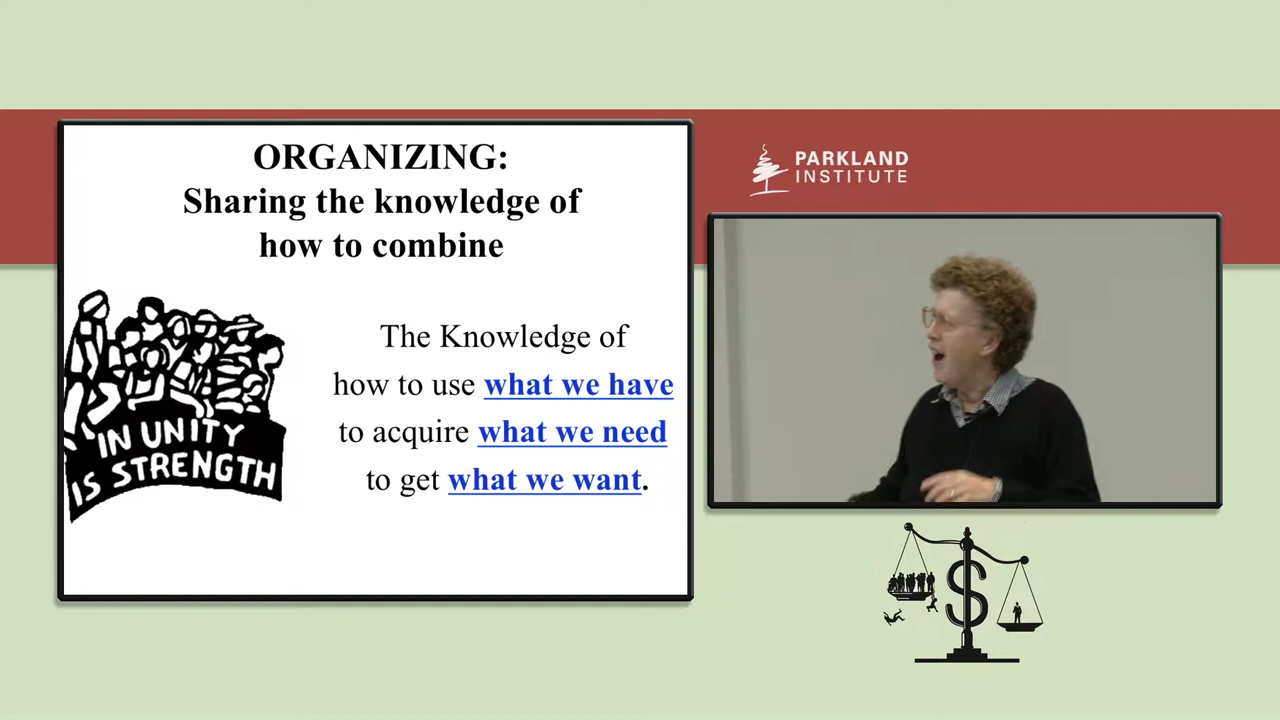 ORGANIZING:
Sharing the knowledge of
how to combine
The Knowledge of
how to use what we have
to acquire what we need
to get what we want.
IN UNITY
IS STRENGTH
PARKLAND
INSTITUTE
$